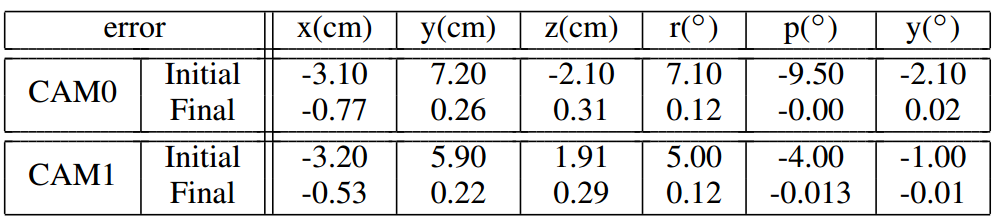 error x(cm) y(cm) z(cm) r(°) p(°) y(°)
CAM0 Initial -3.10 7.20 -2.10 7.10 -9.50 -2.10
Final -0.77 0.26 0.31 0.12 -0.00 0.02
CAM1 Initial -3.20 5.90 1.91 5.00 -4.00 -1.00
Final -0.53 0.22 0.29 0.12 -0.013 -0.01